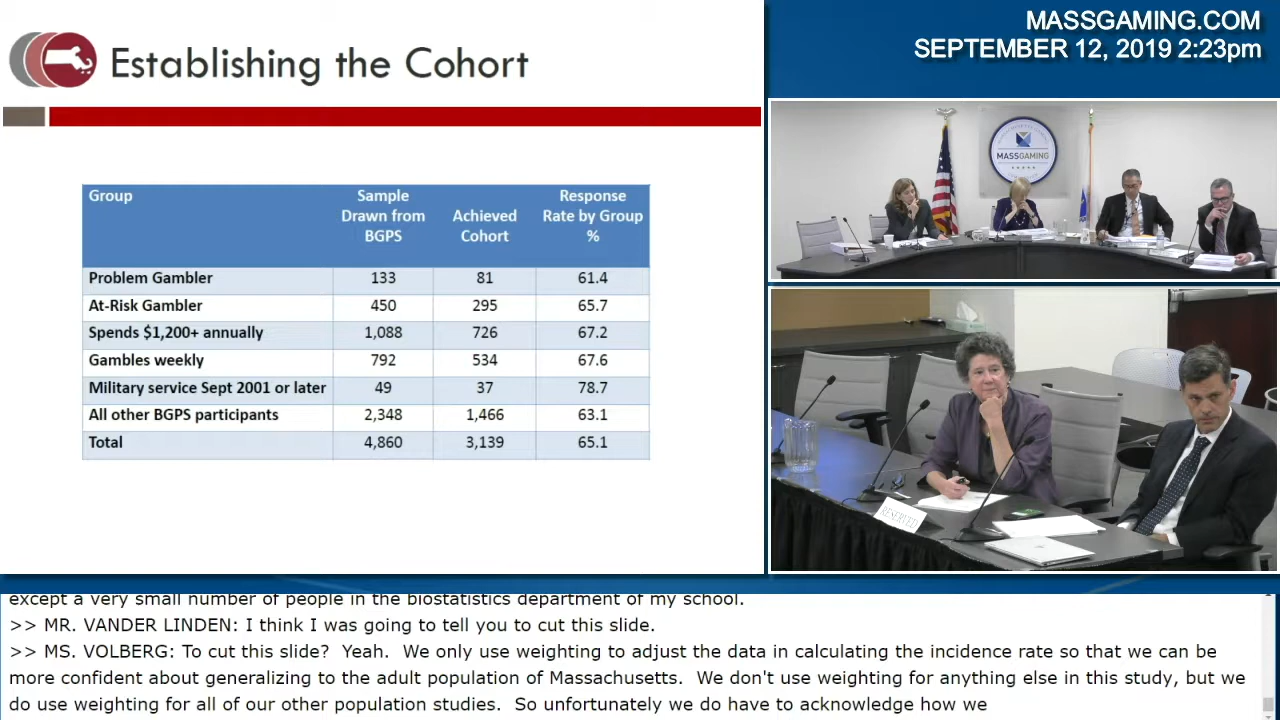 MASSGAMING.COM
SEPTEMBER 12, 2019 2:23pm
Establishing the Cohort
Group Sample Drawn from BGPS Achieved Cohort Response Rate by Group %
Problem Gambler 133 81 61.4
At-Risk Gambler 450 295 65.7
Spends $1,200+ annually 1,088 726 67.2
Gambles weekly 792 534 67.6
Military service Sept 2001 or later 49 37 78.7
All other BGPS participants 2,348 1,466 63.1
Total 4,860 3,139 65.1
MASSGAMING
RESERVED
except a very small number of people in the biostatistics department of my school.
>> MR. VANDER LINDEN: I think I was going to tell you to cut this slide.
>> MS. VOLBERG: To cut this slide? Yeah. We only use weighting to adjust the data in calculating the incidence rate so that we can be
more confident about generalizing to the adult population of Massachusetts. We don't use weighting for anything else in this study, but we
do use weighting for all of our other population studies. So unfortunately we do have to acknowledge how we